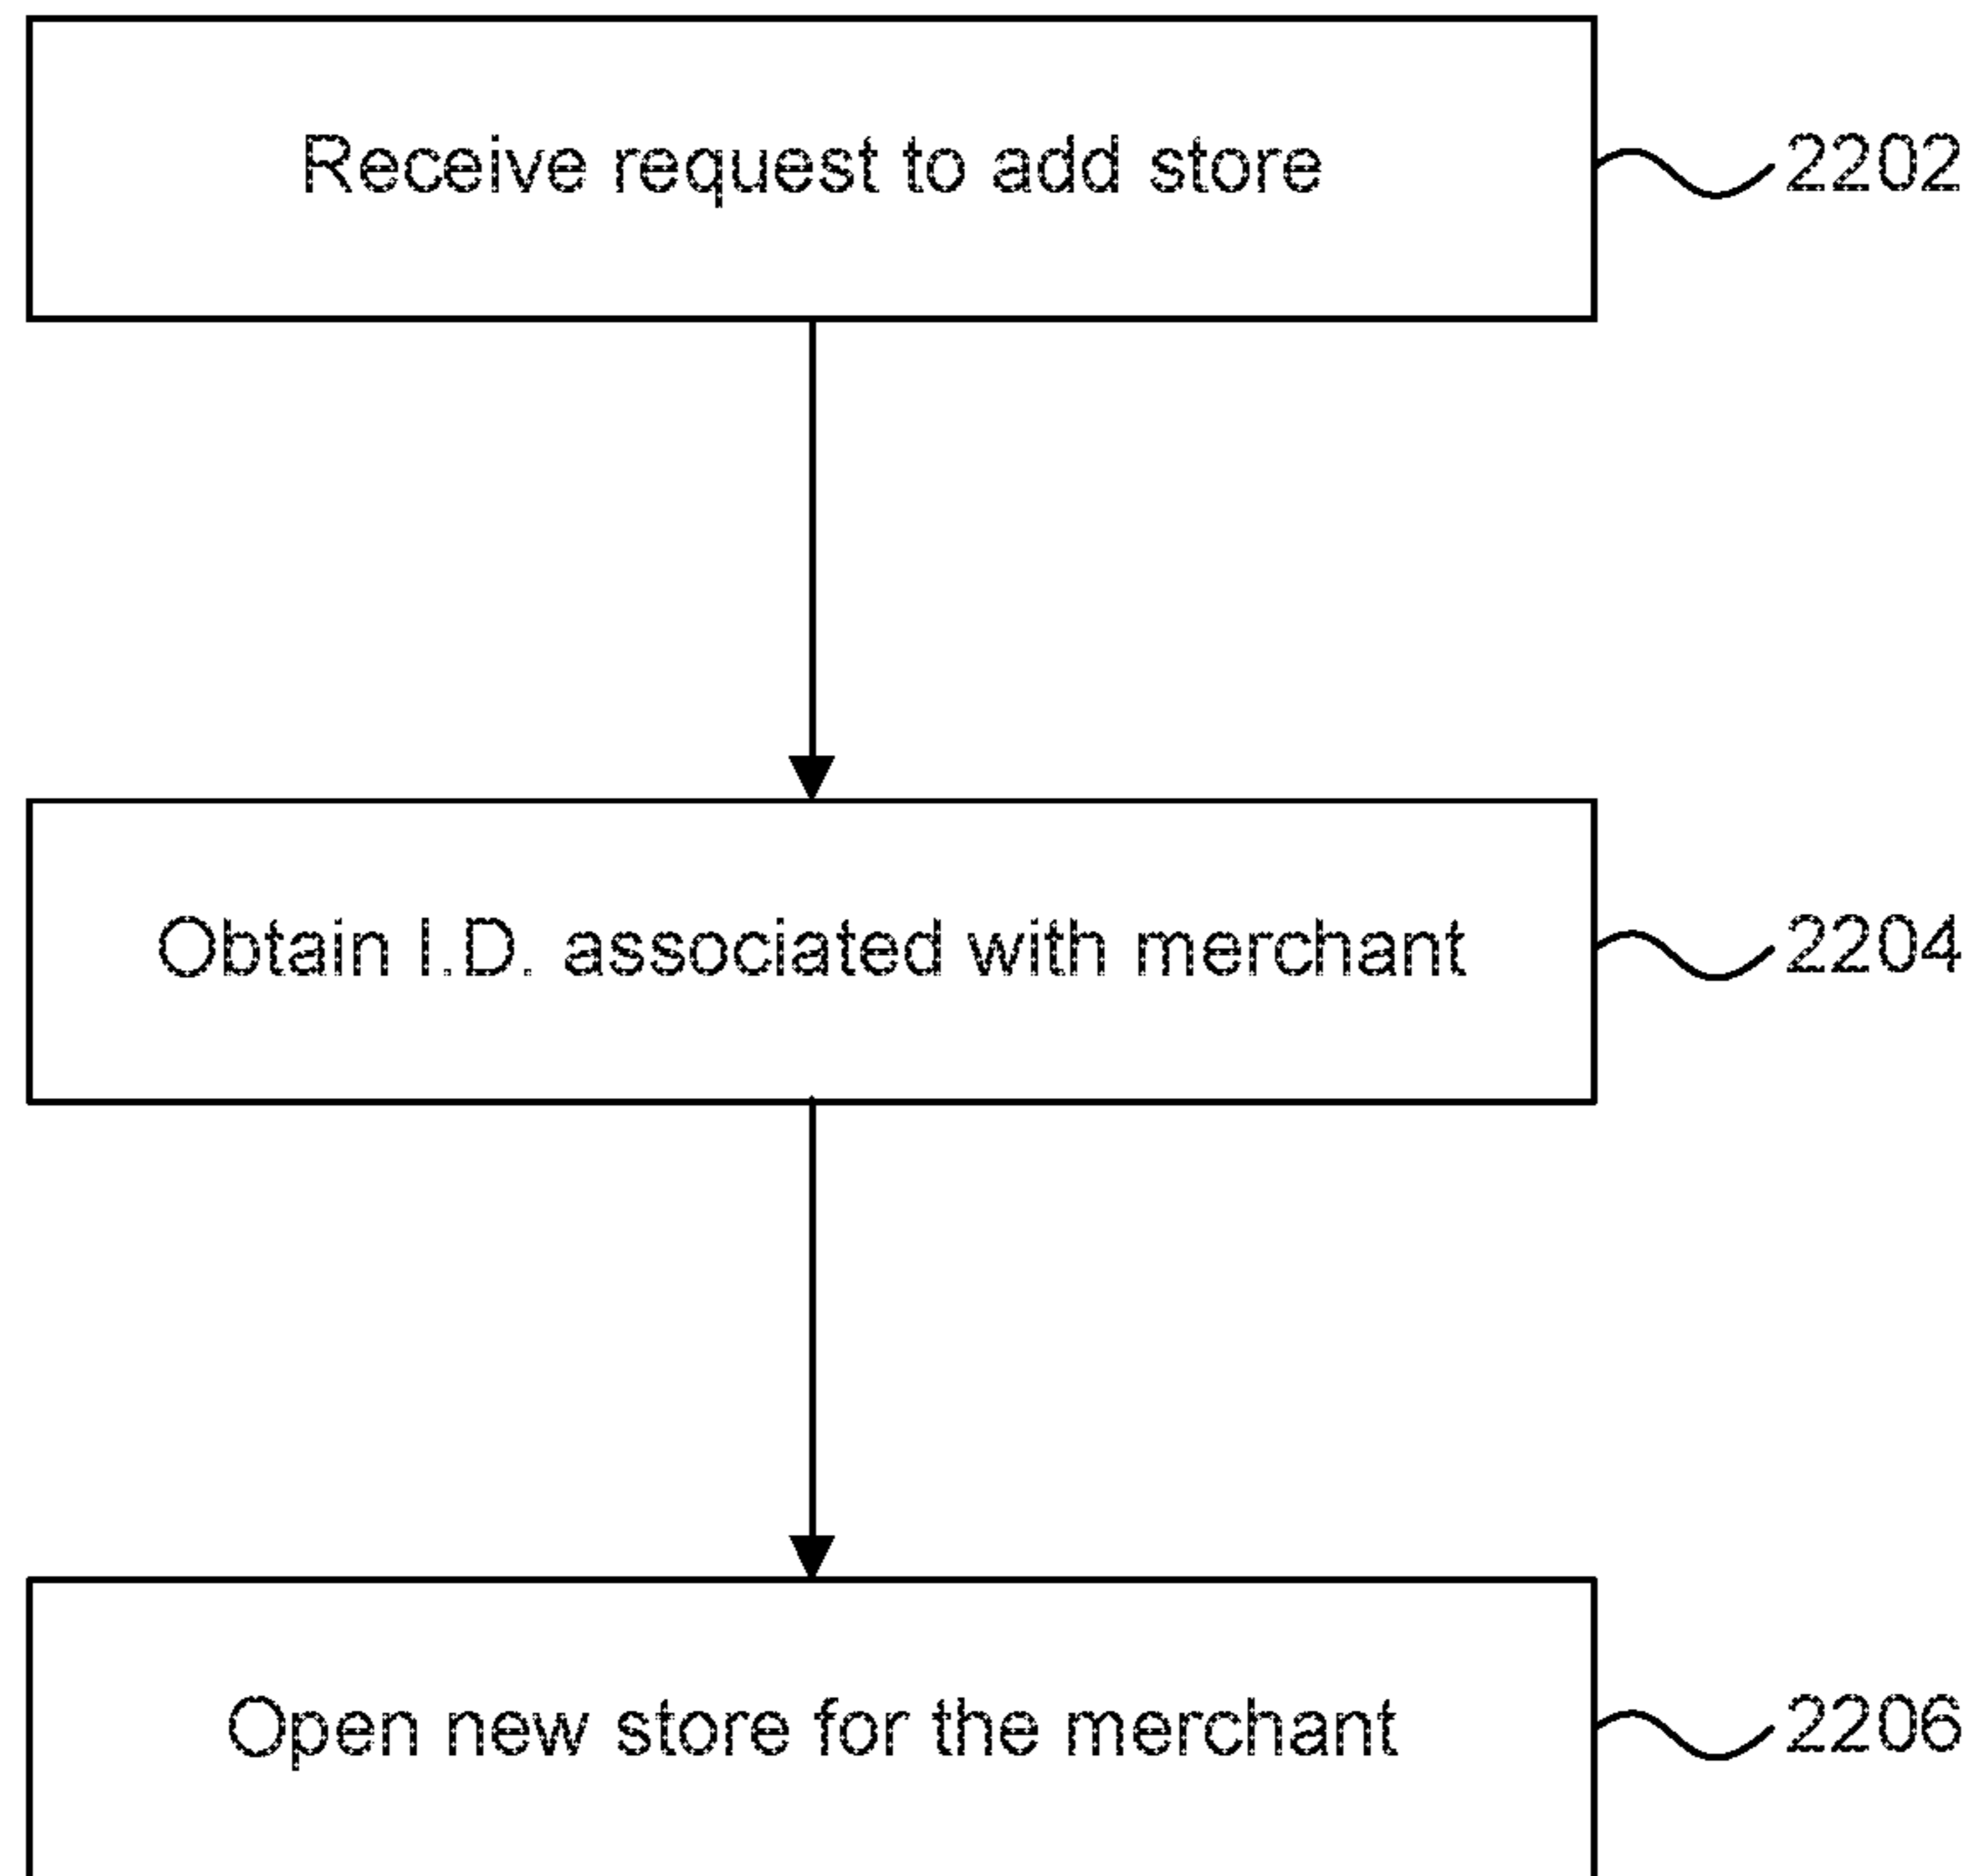 Receive request to add store
2202
Obtain I.D. associated with merchant
2204
Open new store for the merchant
2206